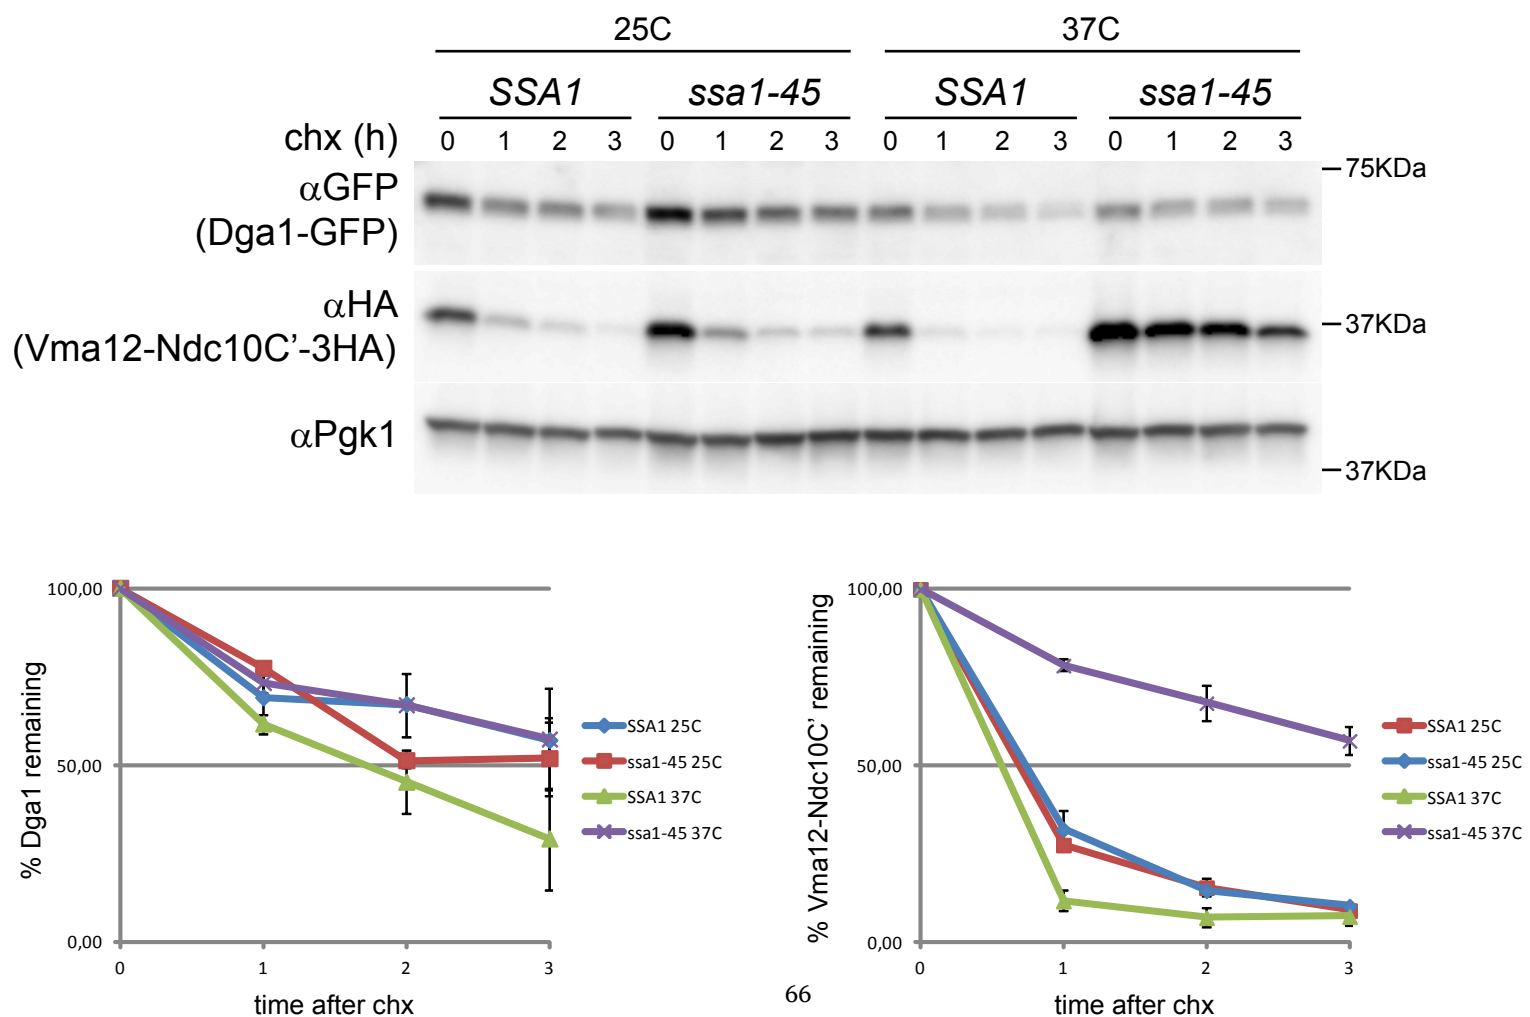 25C 37C
SSA1 ssa1-45 SSA1 ssa1-45
chx (h) 0 1 2 3 0 1 2 3 0 1 2 3 0 1 2 3
αGFP
(Dga1-GFP)
75KDa
αHA
(Vma12-Ndc10C’-3HA)
37KDa
αPgk1
37KDa
% Dga1 remaining
100,00
50,00
0,00
0 1 2 3
time after chx
SSA1 25C
ssa1-45 25C
SSA1 37C
ssa1-45 37C
% Vma12-Ndc10C’ remaining
100,00
50,00
0,00
0 1 2 3
time after chx
SSA1 25C
ssa1-45 25C
SSA1 37C
ssa1-45 37C
66